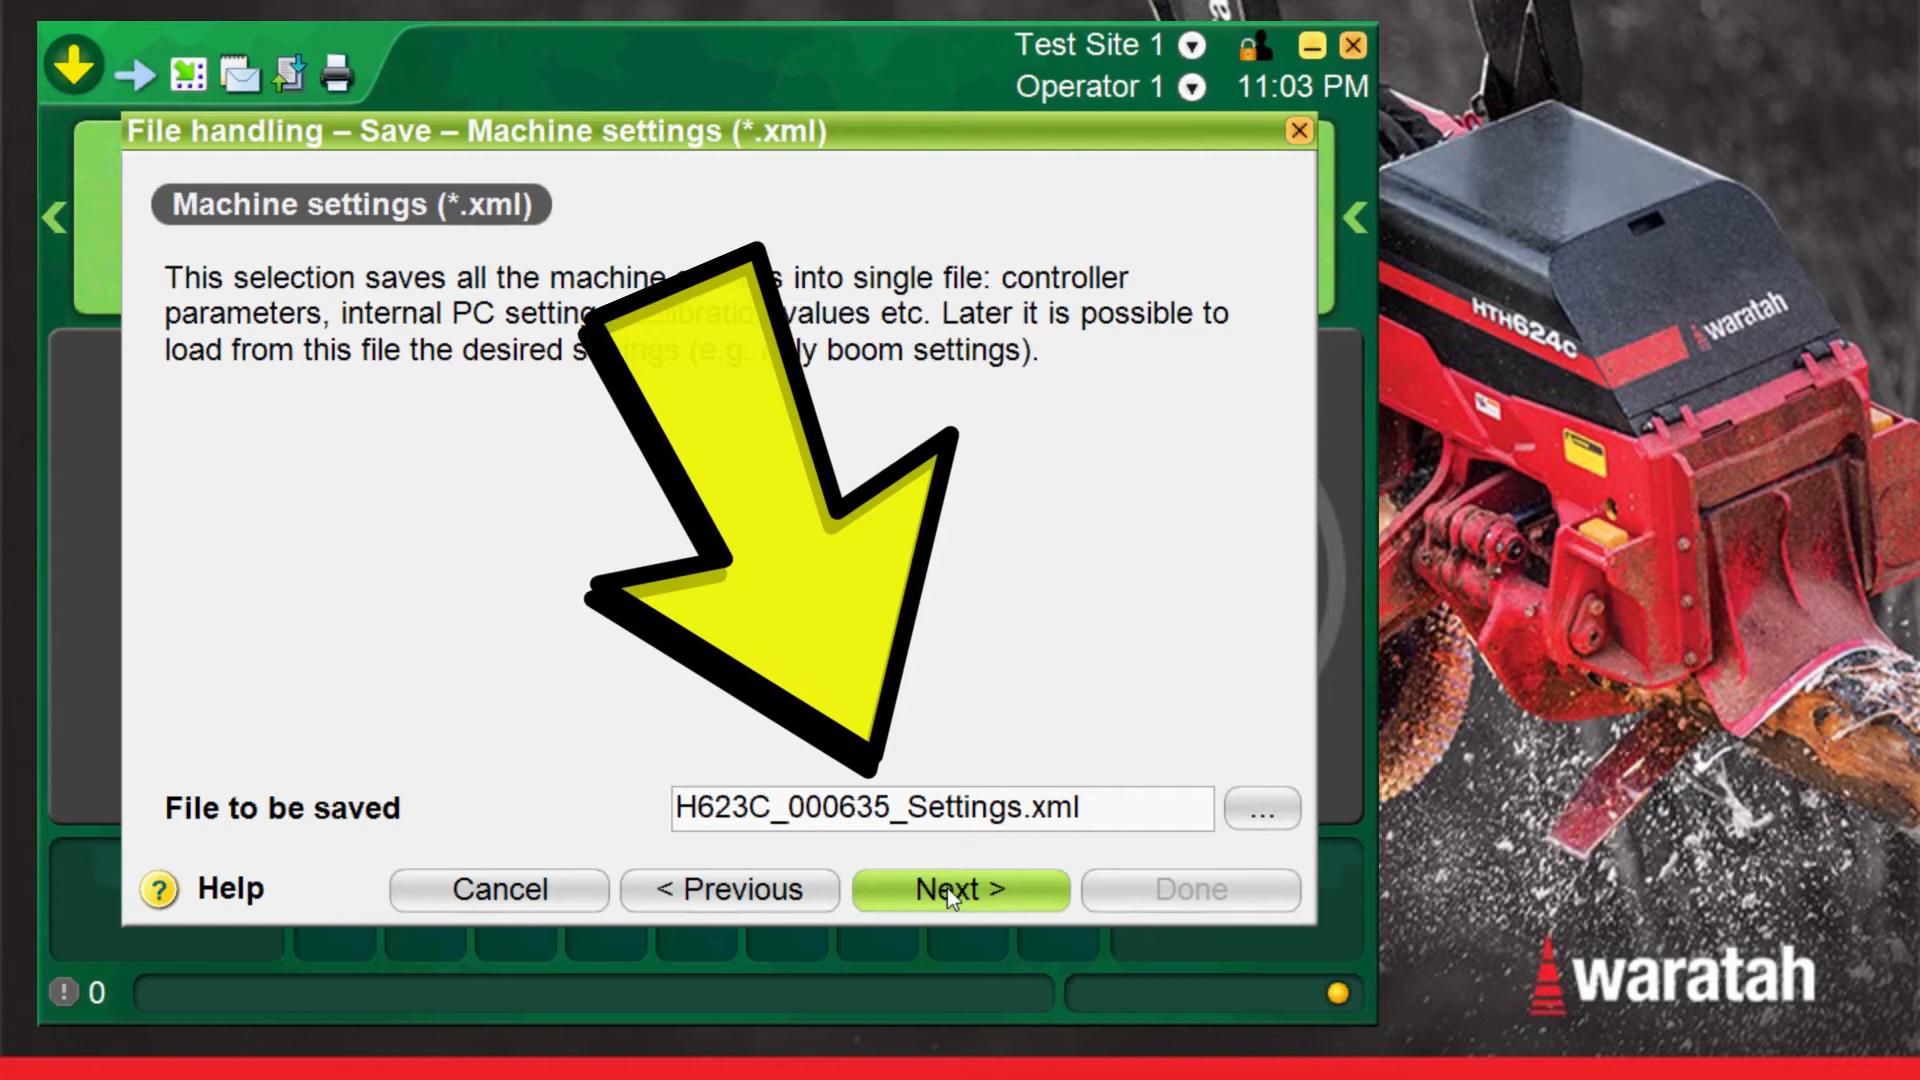 Test Site 1
Operator 1
11:03 PM
File handling – Save – Machine settings (*.xml)
Machine settings (*.xml)
This selection saves all the machine s into single file: controller
parameters, internal PC setting values etc. Later it is possible to
load from this file the desired (e.g. boom settings).
File to be saved
H623C_000635_Settings.xml
...
? Help
Cancel
< Previous
Next >
Done
! 0
HTH624C
waratah
waratah